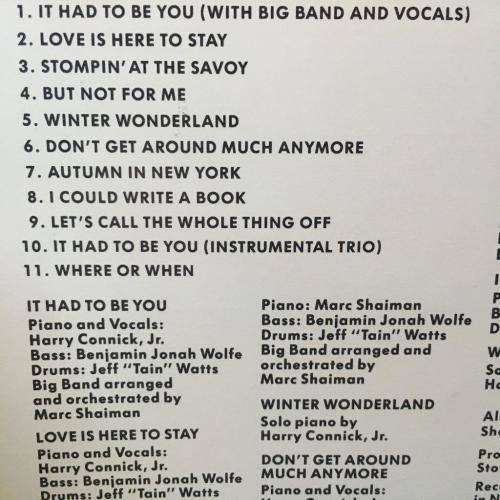 1. IT HAD TO BE YOU (WITH BIG BAND AND VOCALS)
2. LOVE IS HERE TO STAY
3. STOMPIN' AT THE SAVOY
4. BUT NOT FOR ME
5. WINTER WONDERLAND
6. DON'T GET AROUND MUCH ANYMORE
7. AUTUMN IN NEW YORK
8. I COULD WRITE A BOOK
9. LET'S CALL THE WHOLE THING OFF
10. IT HAD TO BE YOU (INSTRUMENTAL TRIO)
11. WHERE OR WHEN
IT HAD TO BE YOU
Piano and Vocals:
Harry Connick, Jr.
Bass: Benjamin Jonah Wolfe
Drums: Jeff "Tain" Watts
Big Band arranged
and orchestrated by
Marc Shaiman
LOVE IS HERE TO STAY
Piano and Vocals:
Harry Connick, Jr.
Bass: Benjamin Jonah Wolfe
Drums: Jeff "Tain" Watts
Piano: Marc Shaiman
Bass: Benjamin Jonah Wolfe
Drums: Jeff "Tain" Watts
Big Band arranged and
orchestrated by
Marc Shaiman
WINTER WONDERLAND
Solo piano by
Harry Connick, Jr.
DON'T GET AROUND
MUCH ANYMORE
Piano and Vocals: